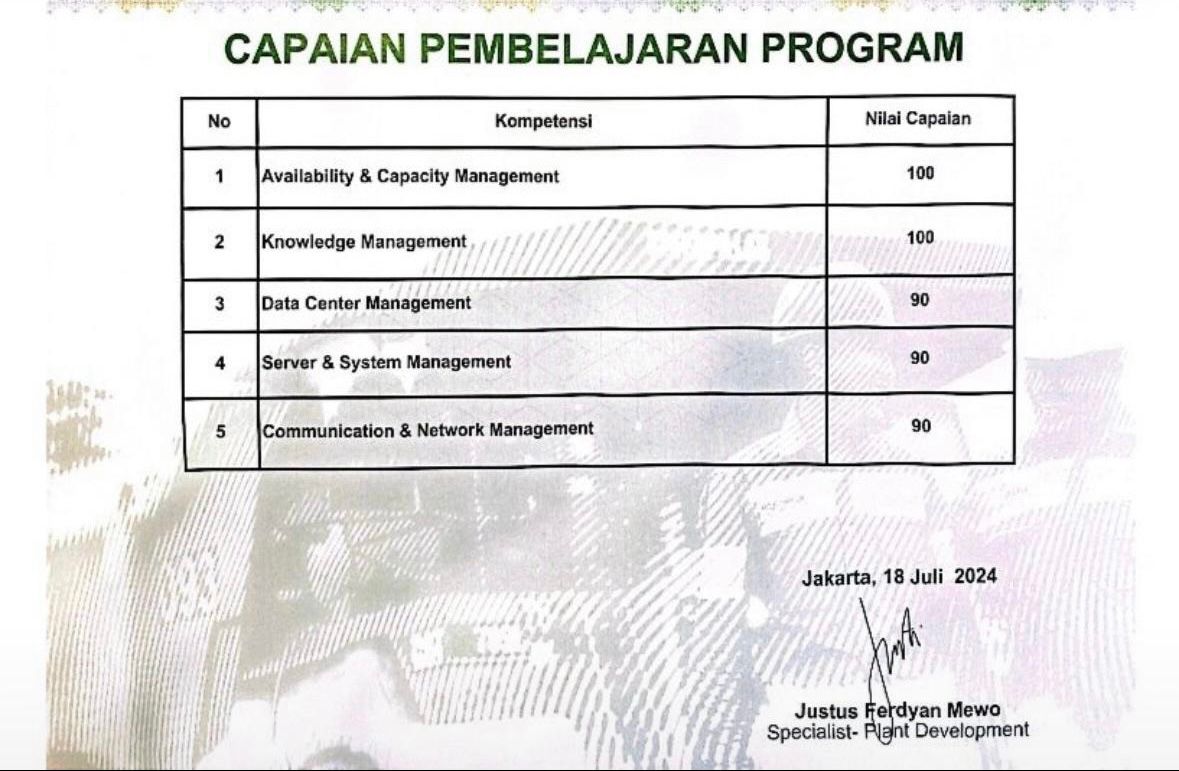 CAPAIAN PEMBELAJARAN PROGRAM
No Kompetensi Nilai Capaian
1 Availability & Capacity Management 100
2 Knowledge Management 100
3 Data Center Management 90
4 Server & System Management 90
5 Communication & Network Management 90
Jakarta, 18 Juli 2024
Justus Ferdyan Mewo
Specialist- Plant Development